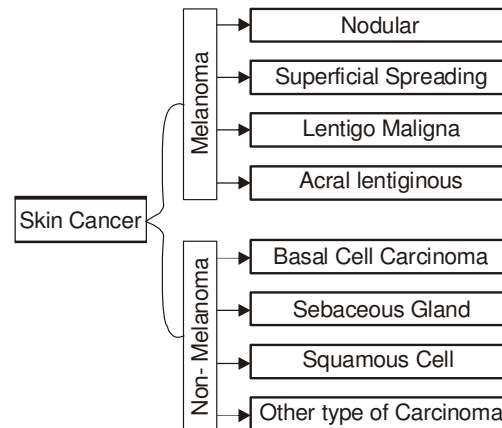 Skin Cancer
Melanoma
Nodular
Superficial Spreading
Lentigo Maligna
Acral lentiginous
Non- Melanoma
Basal Cell Carcinoma
Sebaceous Gland
Squamous Cell
Other type of Carcinoma